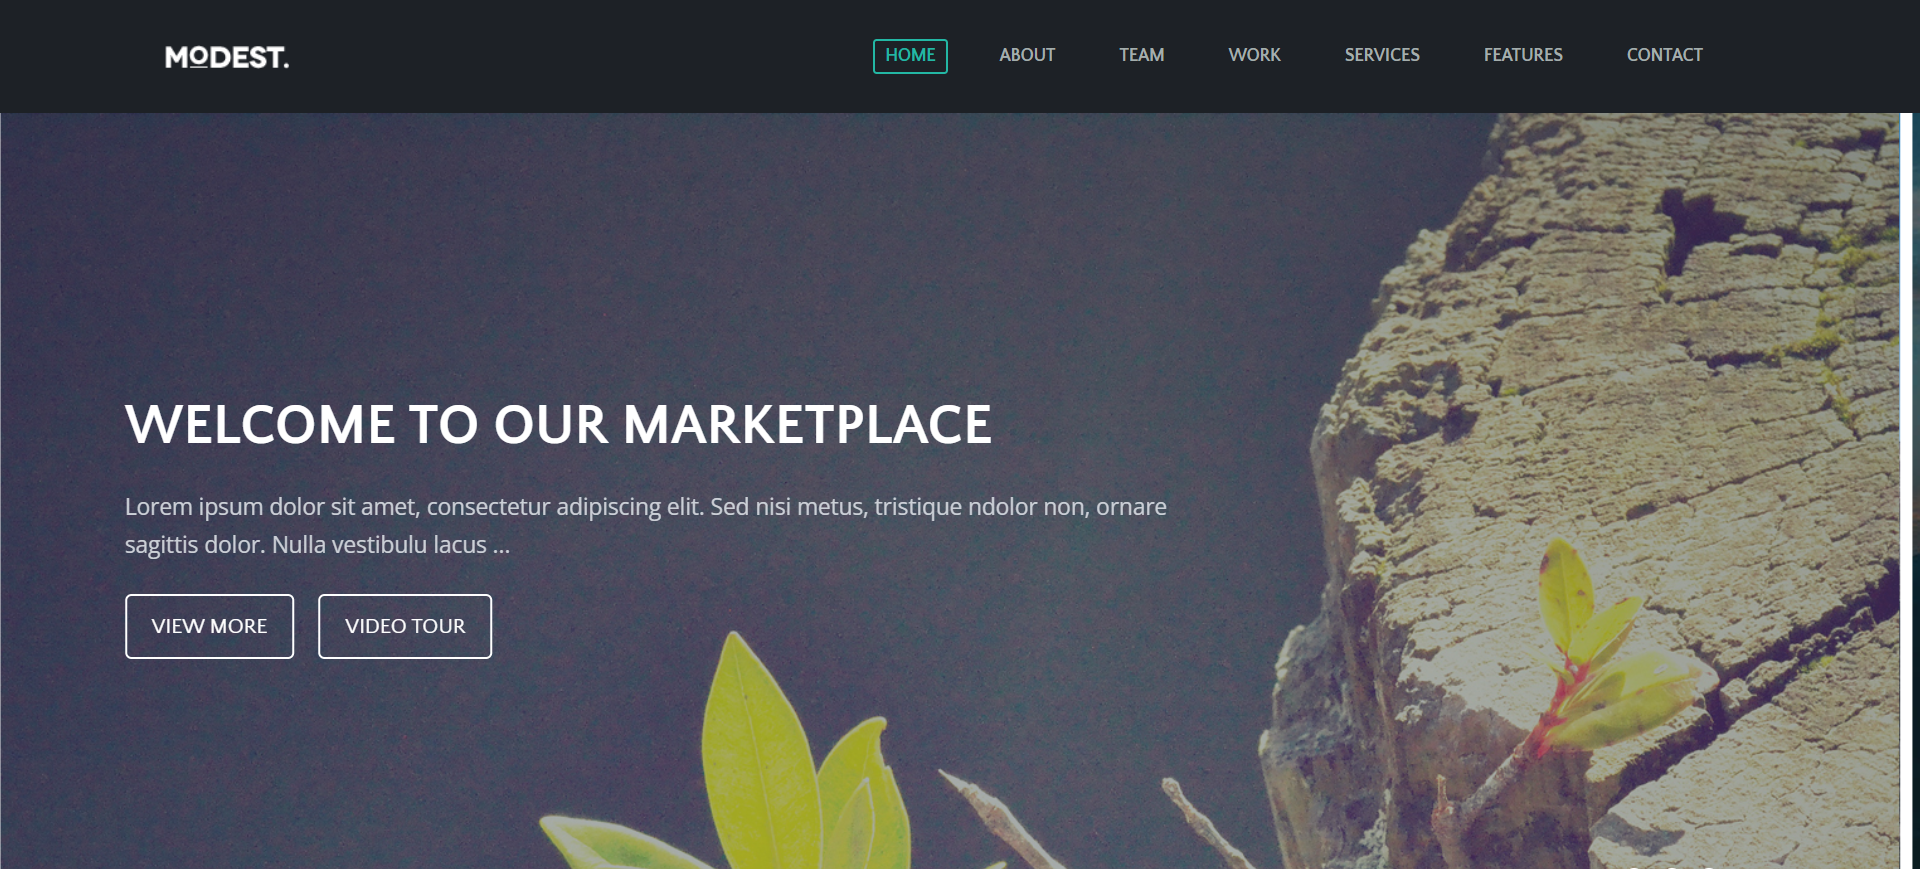 MODEST.
HOME ABOUT TEAM WORK SERVICES FEATURES CONTACT
WELCOME TO OUR MARKETPLACE
Lorem ipsum dolor sit amet, consectetur adipiscing elit. Sed nisi metus, tristique ndolor non, ornare
sagittis dolor. Nulla vestibulu lacus ...
VIEW MORE VIDEO TOUR